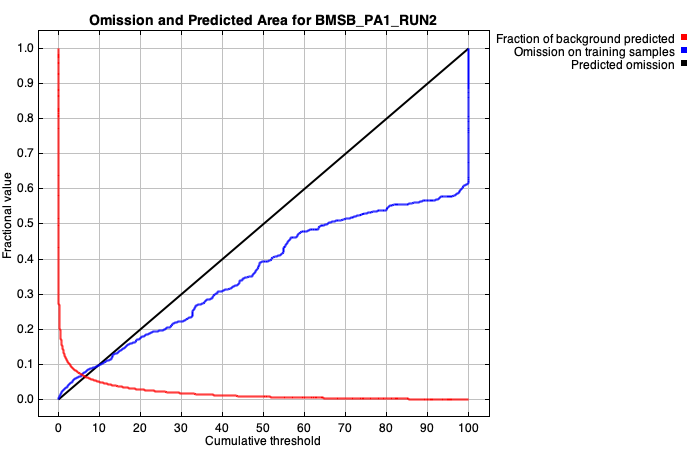 Omission and Predicted Area for BMSB_PA1_RUN2
Fraction of background predicted
Omission on training samples
Predicted omission
1.0
0.9
0.8
0.7
0.6
0.5
0.4
0.3
0.2
0.1
0.0
Fractional value
0 10 20 30 40 50 60 70 80 90 100
Cumulative threshold